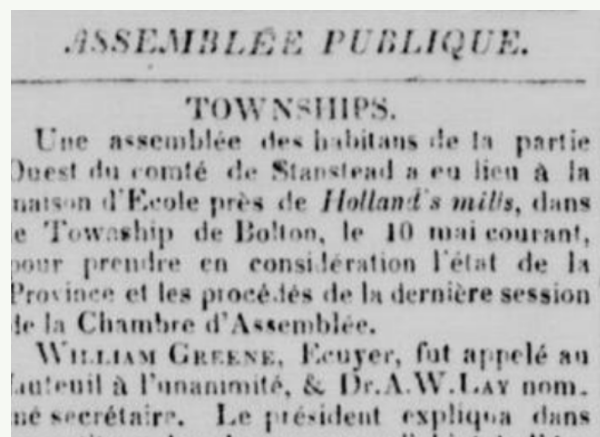 ASSEMBLÉE PUBLIQUE.
TOWNSHIPS.
Une assemblée des habitans de la partie
Ouest du comté de Stanstead a eu lieu à la
maison d'Ecole près de Holland's mills, dans
le Township de Bolton, le 10 mai courant,
pour prendre en considération l'état de la
Province et les procédés de la dernière session
de la Chambre d'Assemblée.
WILLIAM GREENE, Ecuyer, fut appelé au
fauteuil à l'unanimité, & Dr. A. W. LAY nom-
mé secrétaire. Le président expliqua dans